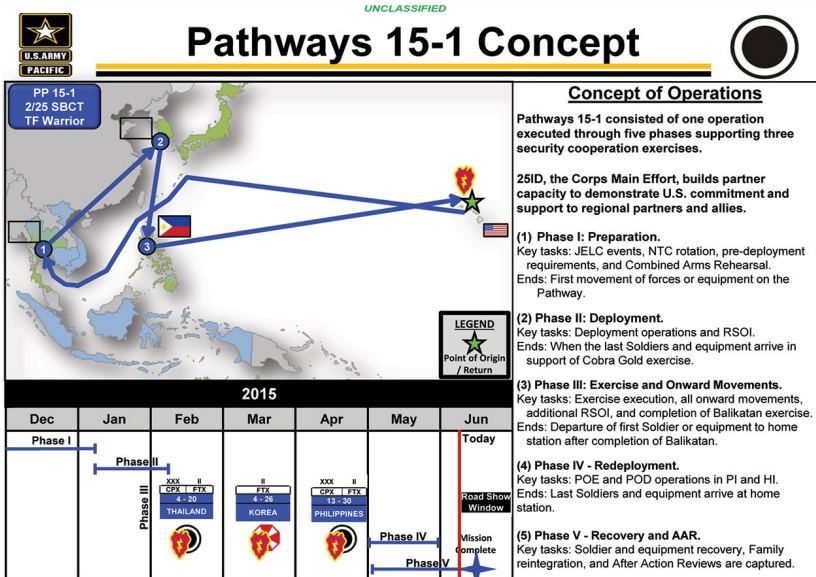 UNCLASSIFIED
U.S.ARMY
PACIFIC
Pathways 15-1 Concept
PP 15-1
2/25 SBCT
TF Warrior
2
1
3
LEGEND
Point of Origin
/ Return
Concept of Operations
Pathways 15-1 consisted of one operation
executed through five phases supporting three
security cooperation exercises.
25ID, the Corps Main Effort, builds partner
capacity to demonstrate U.S. commitment and
support to regional partners and allies.
(1) Phase I: Preparation.
Key tasks: JELC events, NTC rotation, pre-deployment
requirements, and Combined Arms Rehearsal.
Ends: First movement of forces or equipment on the
Pathway.
(2) Phase II: Deployment.
Key tasks: Deployment operations and RSOI.
Ends: When the last Soldiers and equipment arrive in
support of Cobra Gold exercise.
(3) Phase III: Exercise and Onward Movements.
Key tasks: Exercise execution, all onward movements,
additional RSOI, and completion of Balikatan exercise.
Ends: Departure of first Soldier or equipment to home
station after completion of Balikatan.
(4) Phase IV - Redeployment.
Key tasks: POE and POD operations in PI and HI.
Ends: Last Soldiers and equipment arrive at home
station.
(5) Phase V - Recovery and AAR.
Key tasks: Soldier and equipment recovery, Family
reintegration, and After Action Reviews are captured.
2015
Dec Jan Feb Mar Apr May Jun
Phase I
Phase II
Phase III
XXX II
CPX FTX
4 - 20
THAILAND
II
FTX
4 - 26
KOREA
XXX II
CPX FTX
13 - 30
PHILIPPINES
Phase IV
Phase V
Today
Road Show
Window
Mission
Complete